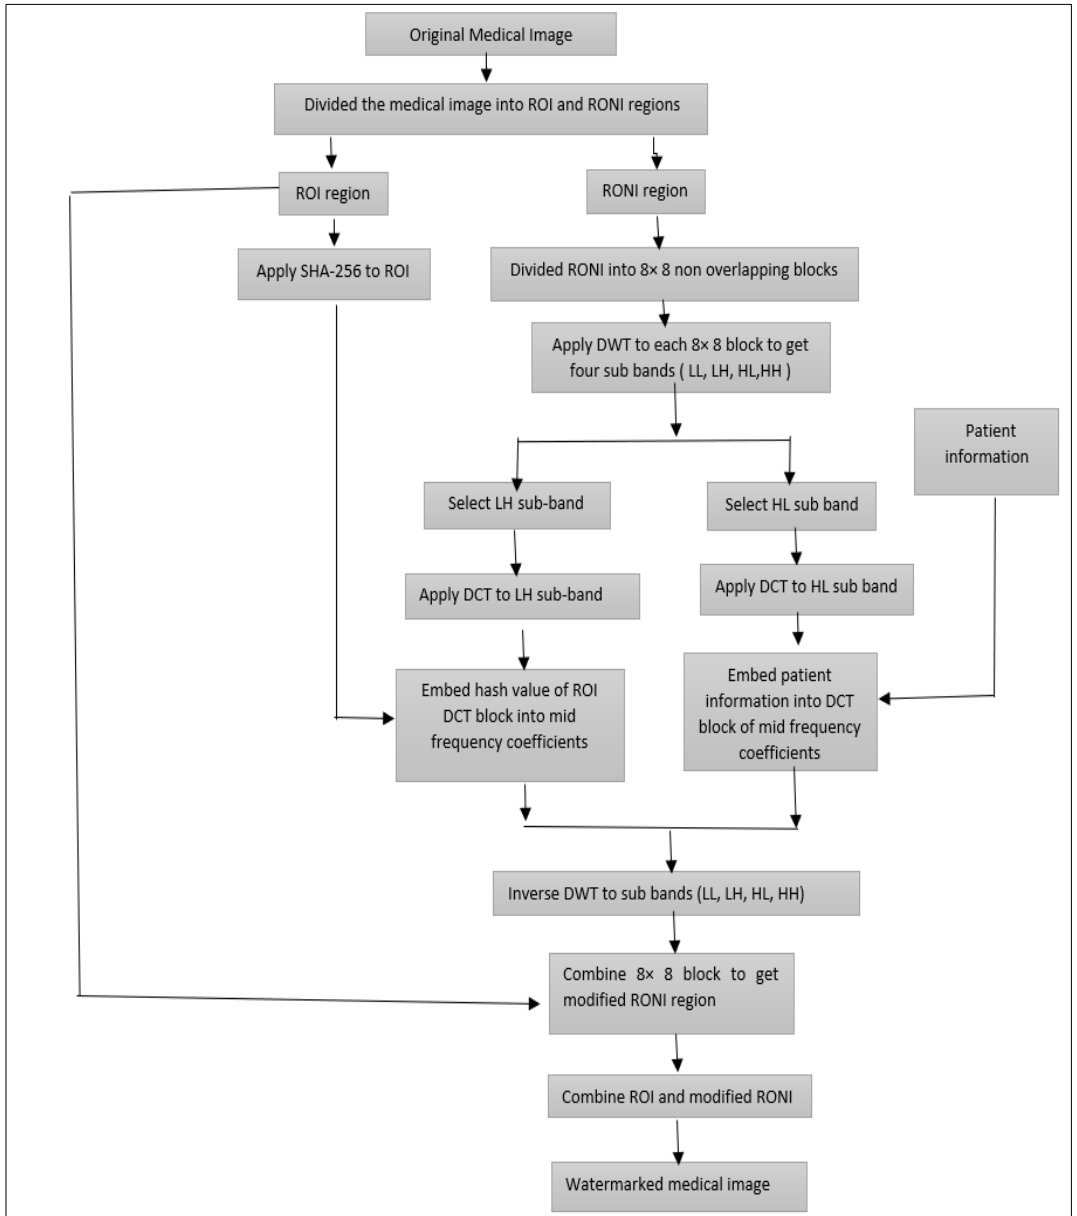 Original Medical Image
Divided the medical image into ROI and RONI regions
ROI region
RONI region
Apply SHA-256 to ROI
Divided RONI into 8× 8 non overlapping blocks
Apply DWT to each 8× 8 block to get
four sub bands ( LL, LH, HL,HH )
Patient
information
Select LH sub-band
Select HL sub band
Apply DCT to LH sub-band
Apply DCT to HL sub band
Embed hash value of ROI
DCT block into mid
frequency coefficients
Embed patient
information into DCT
block of mid frequency
coefficients
Inverse DWT to sub bands (LL, LH, HL, HH)
Combine 8× 8 block to get
modified RONI region
Combine ROI and modified RONI
Watermarked medical image